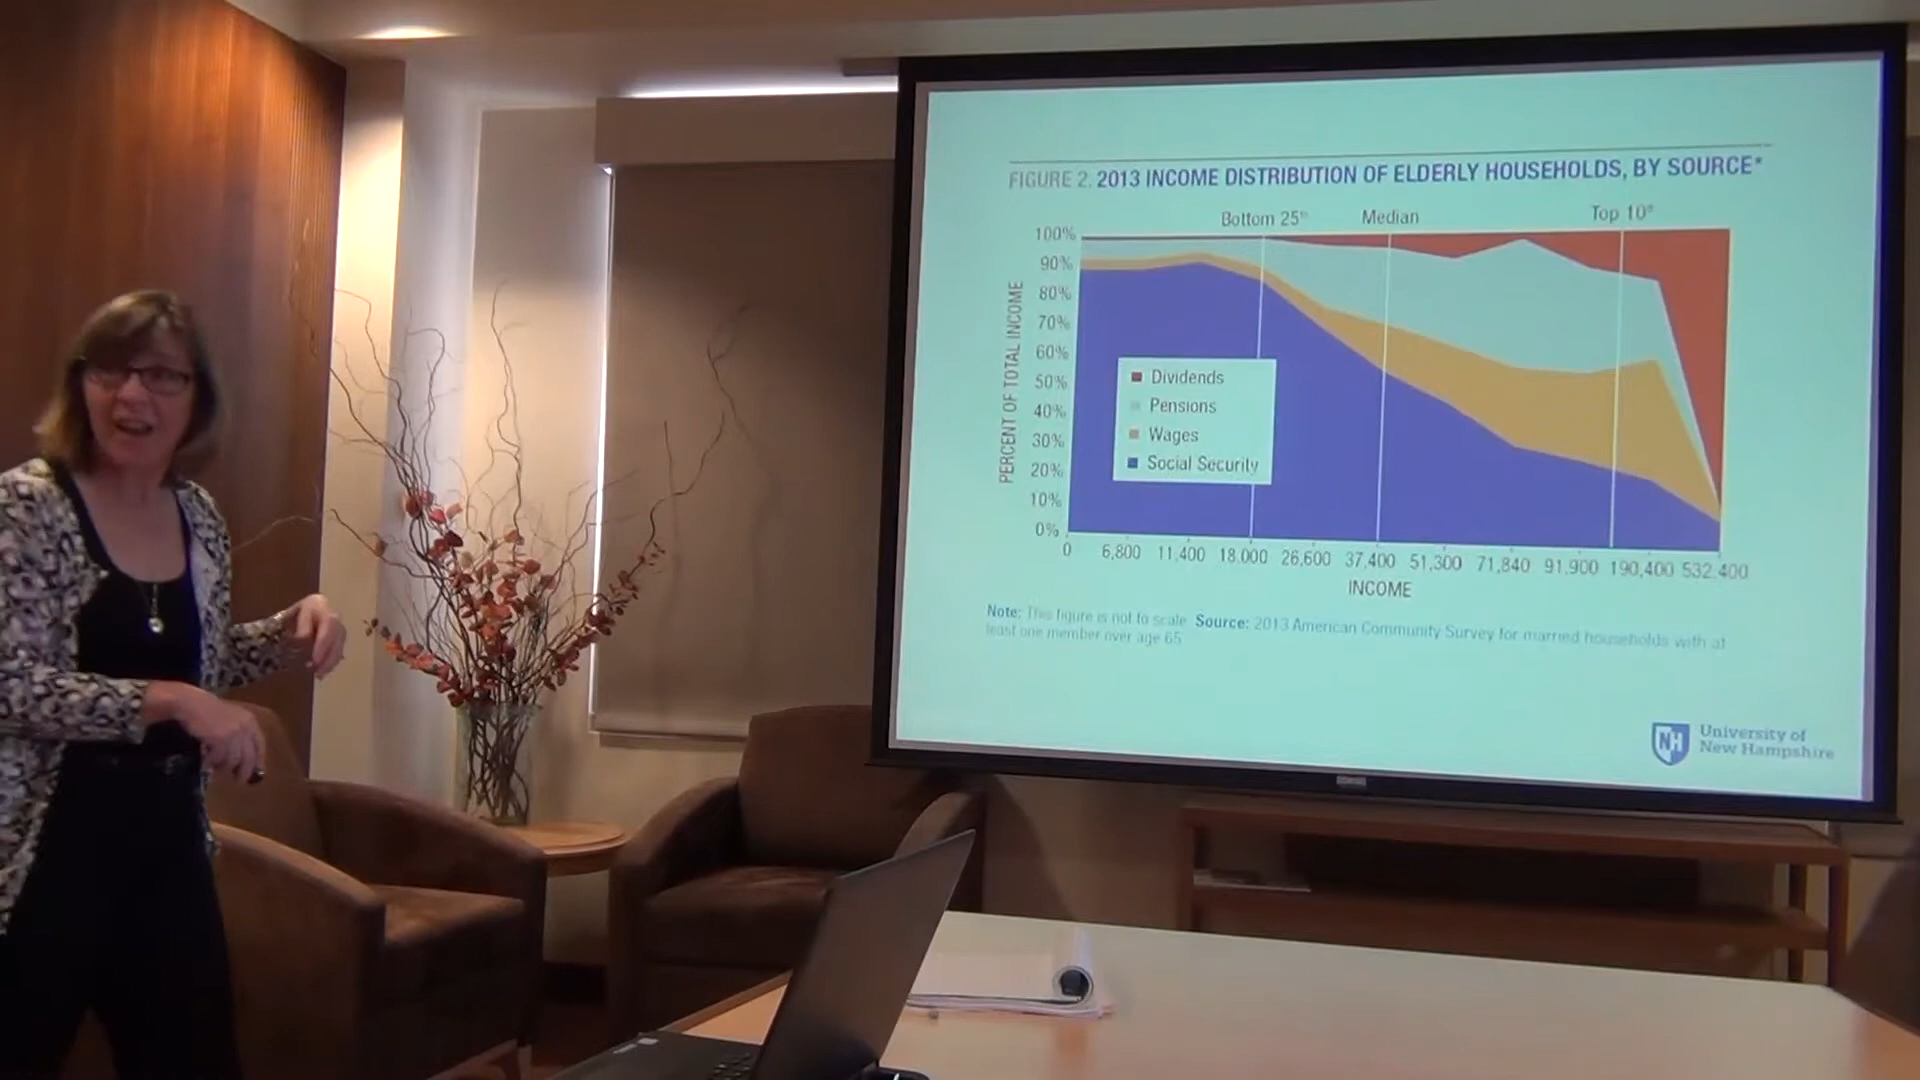 FIGURE 2. 2013 INCOME DISTRIBUTION OF ELDERLY HOUSEHOLDS, BY SOURCE*
Bottom 25th Median Top 10th
100%
90%
80%
70%
60%
50%
40%
30%
20%
10%
0%
PERCENT OF TOTAL INCOME
Dividends
Pensions
Wages
Social Security
0 6,800 11,400 18,000 26,600 37,400 51,300 71,840 91,900 190,400 532,400
INCOME
Note: This figure is not to scale Source: 2013 American Community Survey for married households with at
least one member over age 65
NH
University of
New Hampshire